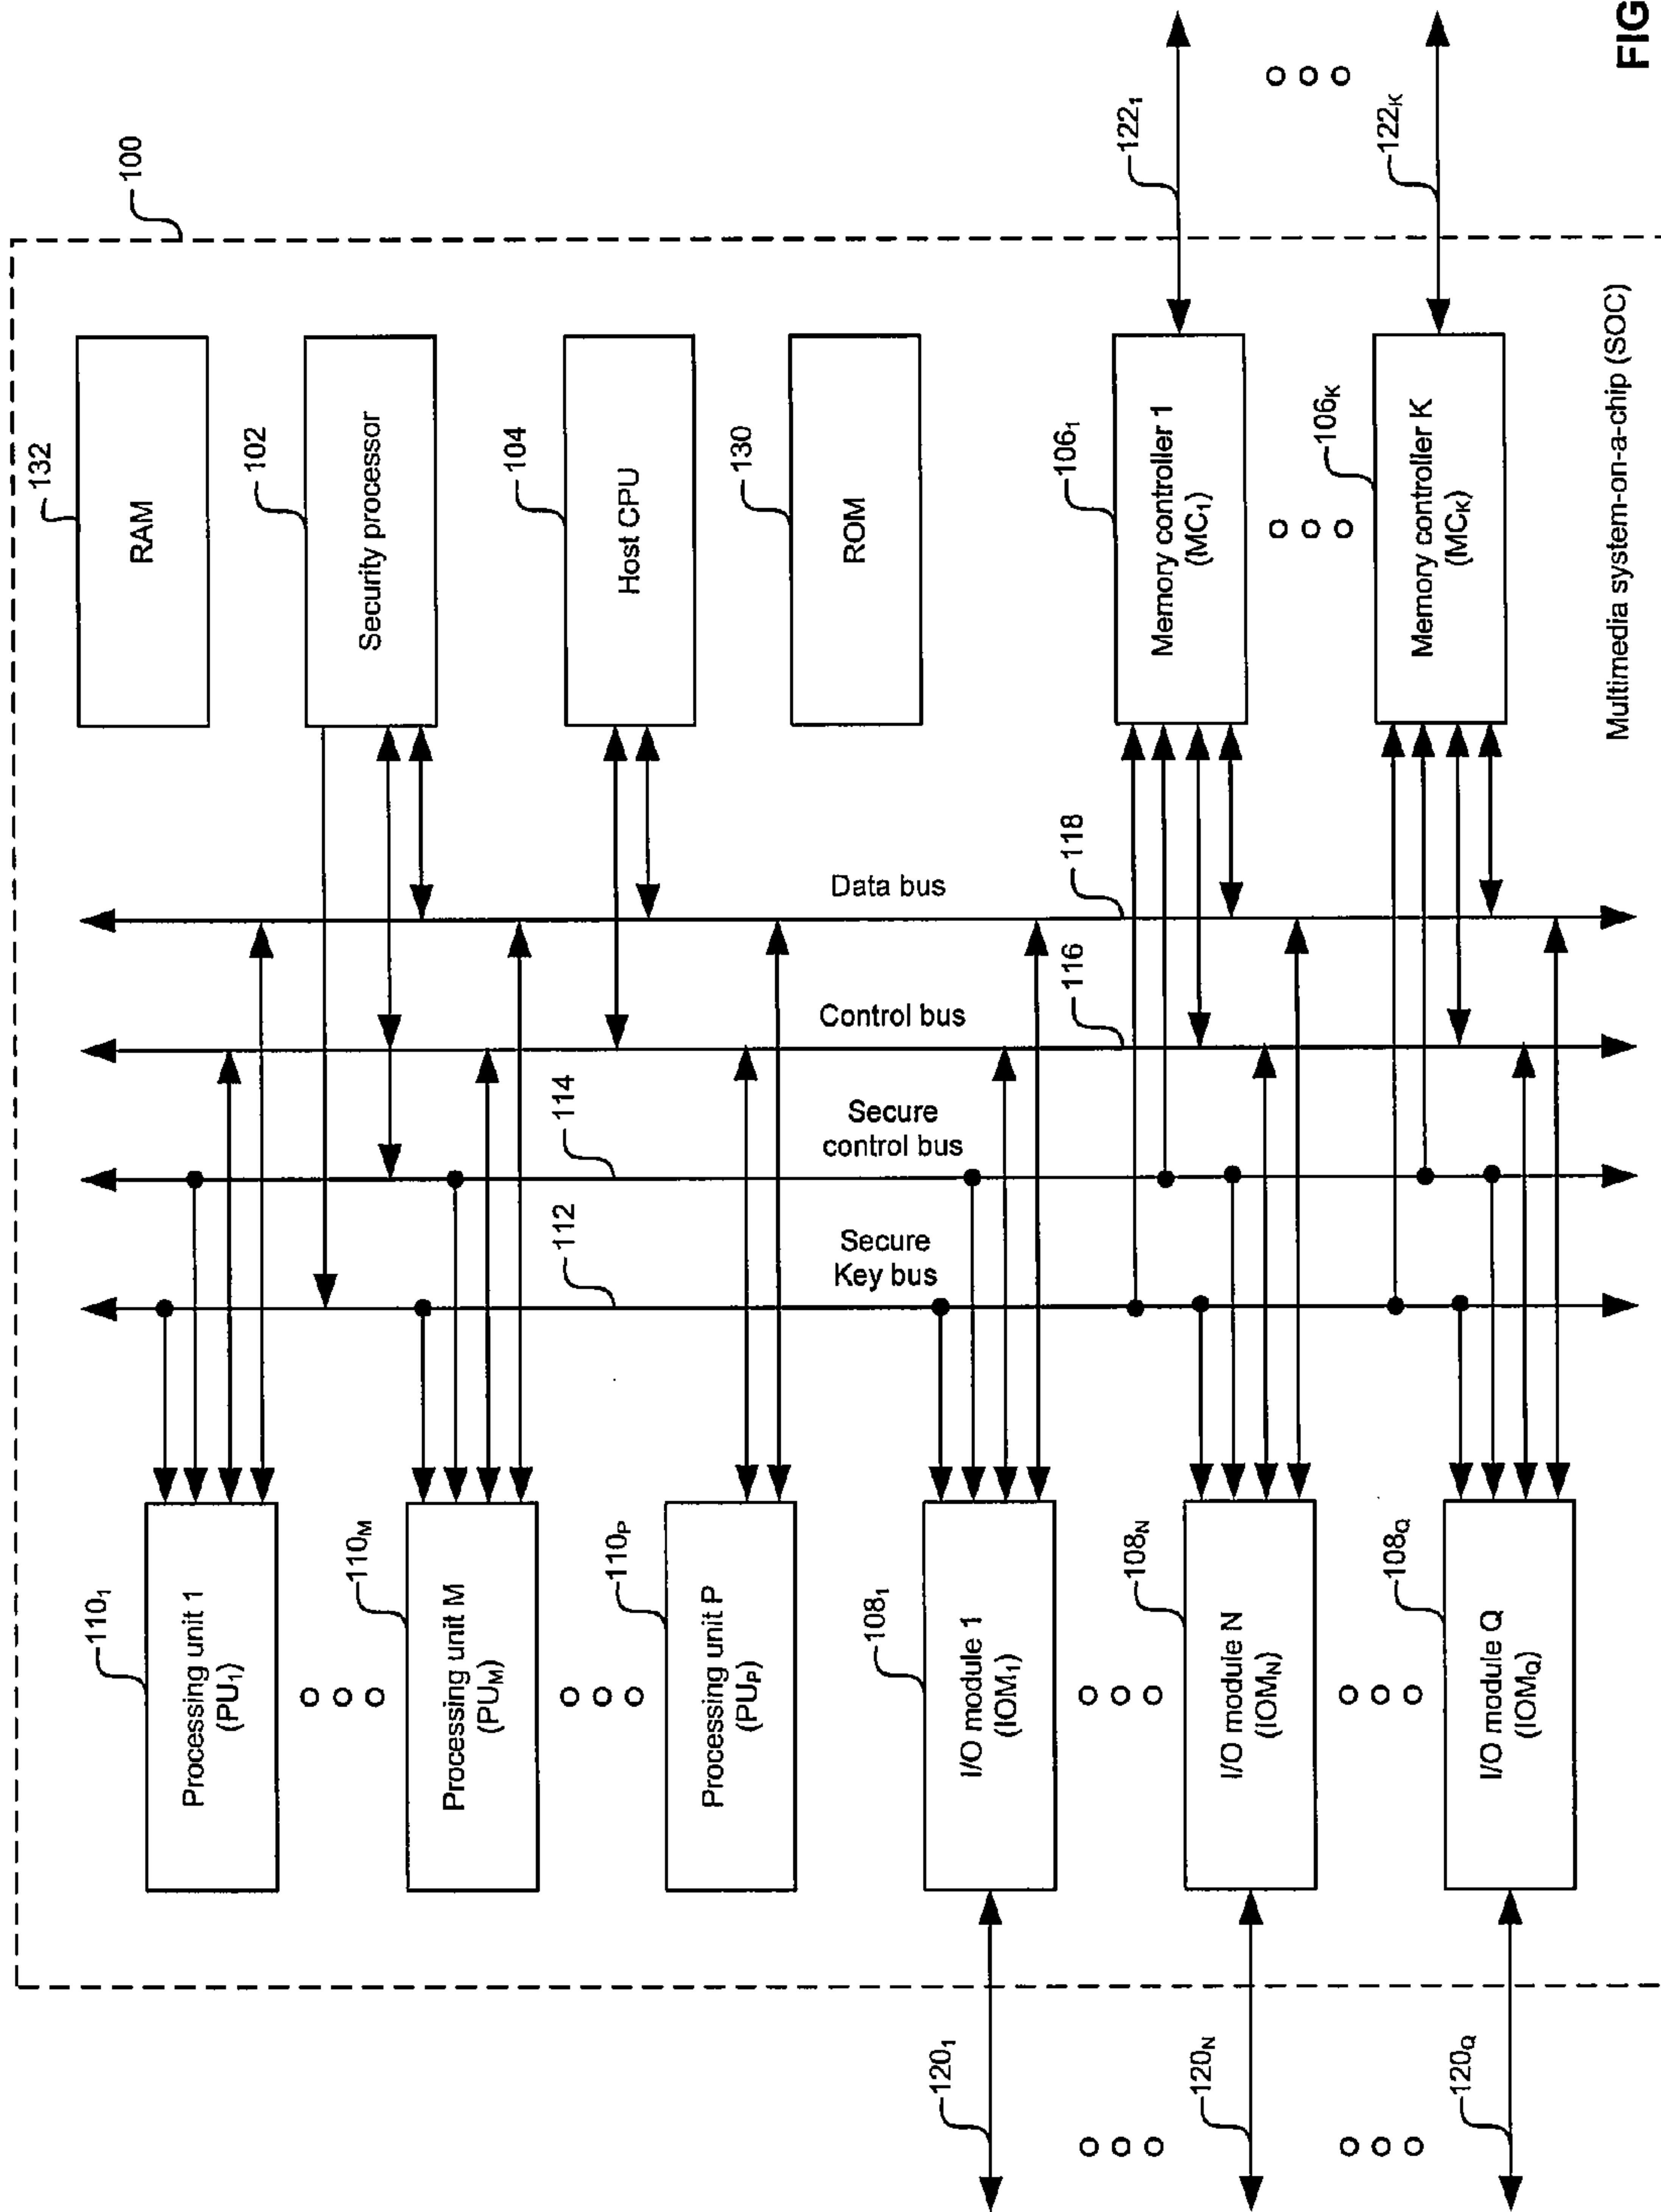 100
132
RAM
102
Security processor
104
Host CPU
130
ROM
106₁
Memory controller 1
(MC₁)
106K
Memory controller K
(MCK)
122₁
122K
118
Data bus
116
Control bus
114
Secure
control bus
112
Secure
Key bus
110₁
Processing unit 1
(PU₁)
110M
Processing unit M
(PUM)
110P
Processing unit P
(PUP)
108₁
I/O module 1
(IOM₁)
108N
I/O module N
(IOMN)
108Q
I/O module Q
(IOMQ)
120₁
120N
120Q
Multimedia system-on-a-chip (SOC)
FIG